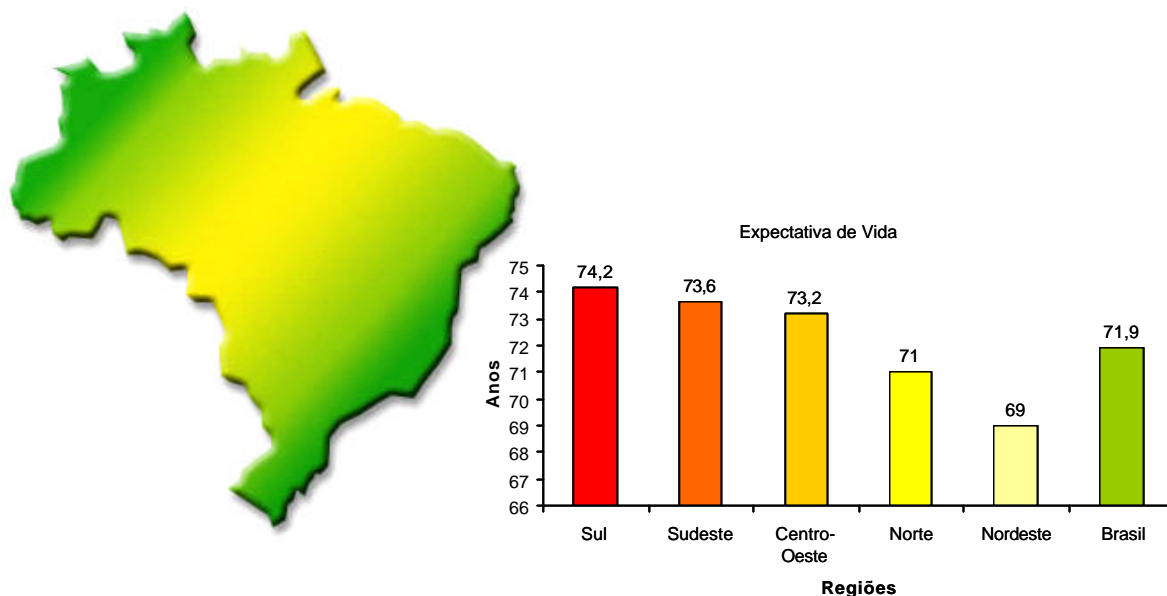 Expectativa de Vida
75
74
73
72
71
70
69
68
67
66
Anos
74,2
73,6
73,2
71
69
71,9
Sul
Sudeste
Centro-
Oeste
Norte
Nordeste
Brasil
Regiões